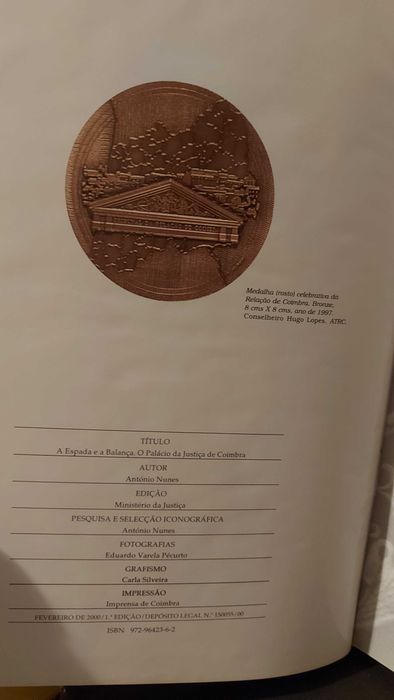 Medalha (rosto) celebrativa da
Relação de Coimbra. Bronze,
8 cms X 8 cms, ano de 1997.
Conselheiro Hugo Lopes. ATRC.
TÍTULO
A Espada e a Balança. O Palácio da Justiça de Coimbra
AUTOR
António Nunes
EDIÇÃO
Ministério da Justiça
PESQUISA E SELECÇÃO ICONOGRÁFICA
António Nunes
FOTOGRAFIAS
Eduardo Varela Pècurto
GRAFISMO
Carla Silveira
IMPRESSÃO
Imprensa de Coimbra
FEVEREIRO DE 2000 / 1.ª EDIÇÃO / DEPÓSITO LEGAL N.º 150055/00
ISBN 972-96423-6-2